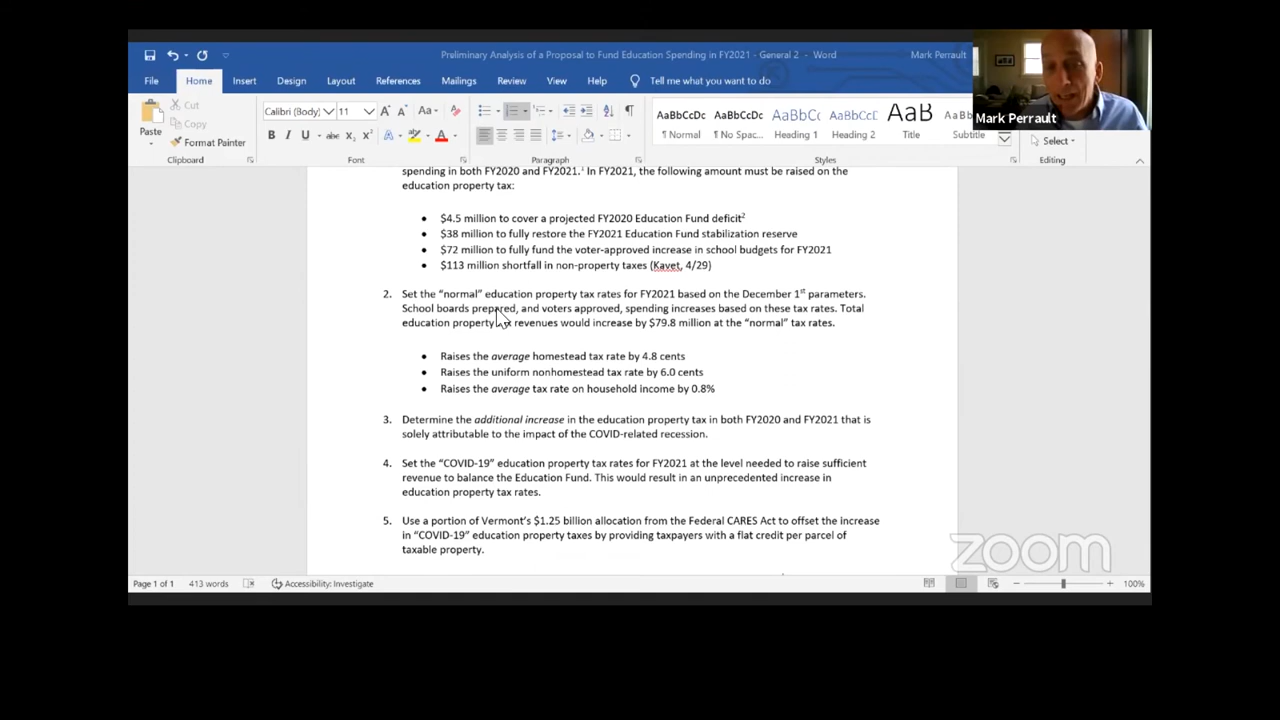 Preliminary Analysis of a Proposal to Fund Education Spending in FY2021 - General 2 - Word
Mark Perrault
File Home Insert Design Layout References Mailings Review View Help Tell me what you want to do
Cut
Copy
Format Painter
Paste
Clipboard
Calibri (Body) 11
Font
Paragraph
AaBbCcDc AaBbCcDc AaBbCc AaBbCcC AaB
¶ Normal ¶ No Spac... Heading 1 Heading 2 Title Subtitle
Styles
Select
Editing
Mark Perrault
spending in both FY2020 and FY2021.¹ In FY2021, the following amount must be raised on the
education property tax:
• $4.5 million to cover a projected FY2020 Education Fund deficit²
• $38 million to fully restore the FY2021 Education Fund stabilization reserve
• $72 million to fully fund the voter-approved increase in school budgets for FY2021
• $113 million shortfall in non-property taxes (Kavet, 4/29)
2. Set the “normal” education property tax rates for FY2021 based on the December 1st parameters.
School boards prepared, and voters approved, spending increases based on these tax rates. Total
education property tax revenues would increase by $79.8 million at the “normal” tax rates.
• Raises the average homestead tax rate by 4.8 cents
• Raises the uniform nonhomestead tax rate by 6.0 cents
• Raises the average tax rate on household income by 0.8%
3. Determine the additional increase in the education property tax in both FY2020 and FY2021 that is
solely attributable to the impact of the COVID-related recession.
4. Set the “COVID-19” education property tax rates for FY2021 at the level needed to raise sufficient
revenue to balance the Education Fund. This would result in an unprecedented increase in
education property tax rates.
5. Use a portion of Vermont’s $1.25 billion allocation from the Federal CARES Act to offset the increase
in “COVID-19” education property taxes by providing taxpayers with a flat credit per parcel of
taxable property.
zoom
Page 1 of 1 413 words Accessibility: Investigate 100%